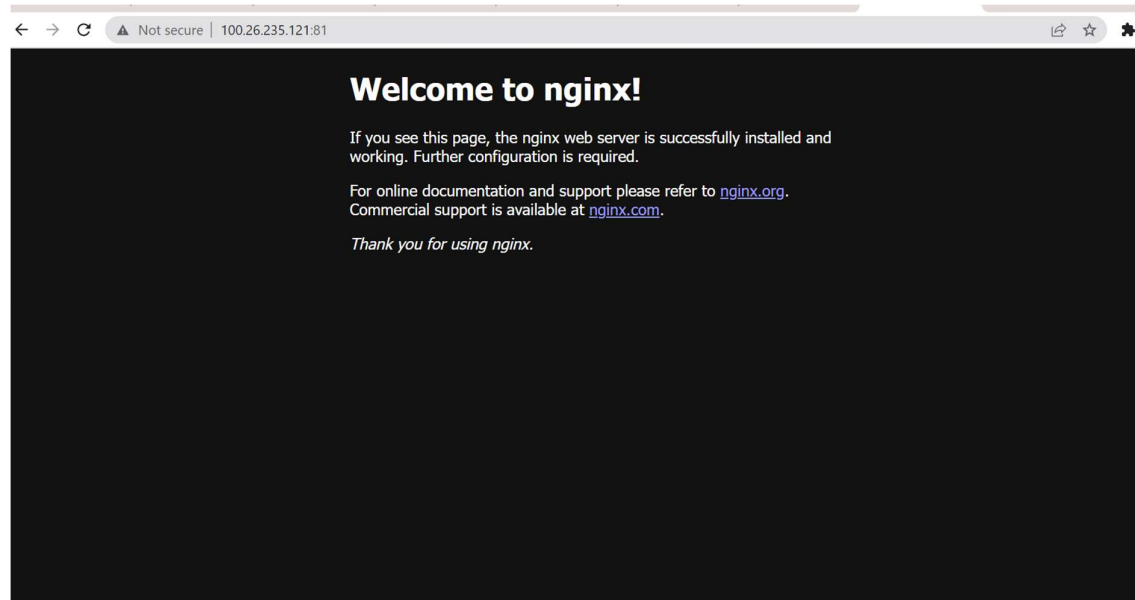 Not secure | 100.26.235.121:81
Welcome to nginx!
If you see this page, the nginx web server is successfully installed and
working. Further configuration is required.
For online documentation and support please refer to nginx.org.
Commercial support is available at nginx.com.
Thank you for using nginx.